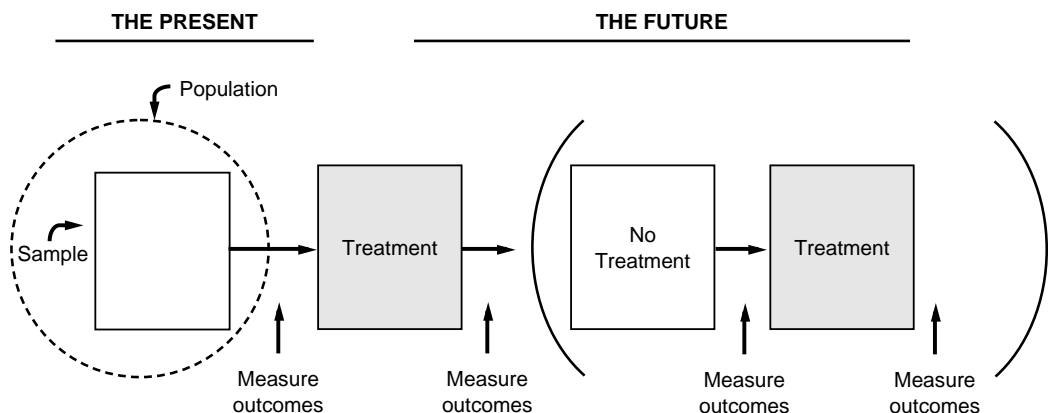 THE PRESENT
THE FUTURE
Population
Sample
Treatment
No
Treatment
Treatment
Measure
outcomes
Measure
outcomes
Measure
outcomes
Measure
outcomes